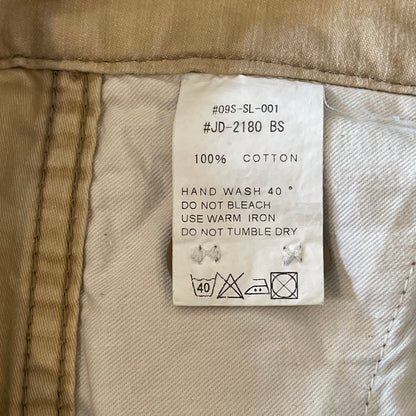 #09S-SL-001
#JD-2180 BS
100% COTTON
HAND WASH 40°
DO NOT BLEACH
USE WARM IRON
DO NOT TUMBLE DRY
40